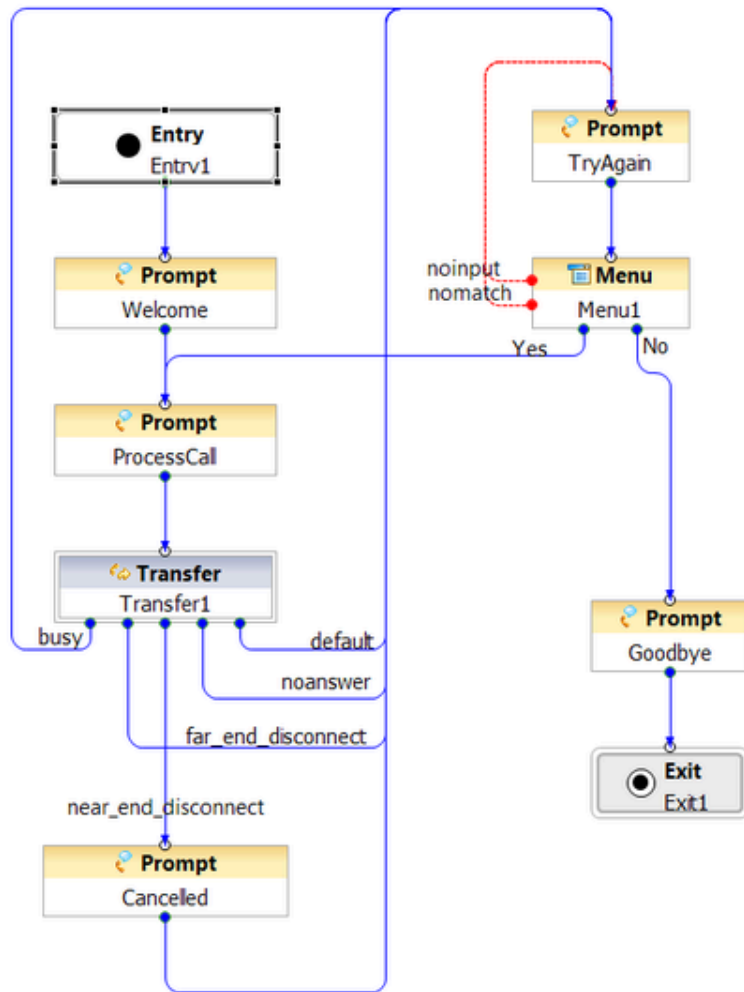 Entry
Entry1
Prompt
TryAgain
Prompt
Welcome
noinput
nomatch
Menu
Menu1
Yes
No
Prompt
ProcessCall
Transfer
Transfer1
busy
default
noanswer
far_end_disconnect
near_end_disconnect
Prompt
Goodbye
Exit
Exit1
Prompt
Cancelled